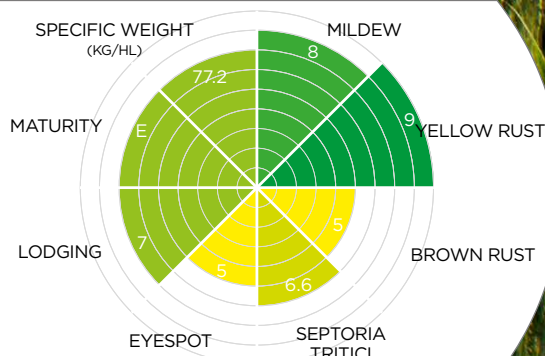 SPECIFIC WEIGHT
(KG/HL)
MILDEW
77.2
8
MATURITY
E
9
YELLOW RUST
LODGING
7
5
BROWN RUST
5
6.6
EYESPOT
SEPTORIA
TRITICI